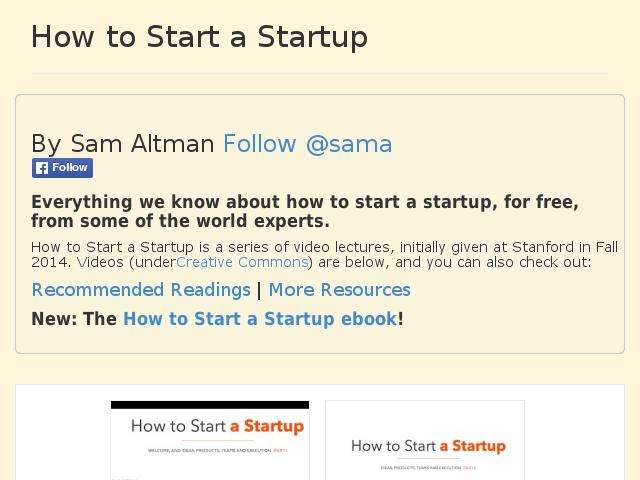 How to Start a Startup
By Sam Altman Follow @sama
Follow
Everything we know about how to start a startup, for free,
from some of the world experts.
How to Start a Startup is a series of video lectures, initially given at Stanford in Fall
2014. Videos (underCreative Commons) are below, and you can also check out:
Recommended Readings | More Resources
New: The How to Start a Startup ebook!
How to Start a Startup
WELCOME, AND IDEAS, PRODUCTS, TEAMS AND EXECUTION PART I
How to Start a Startup
IDEAS, PRODUCTS, TEAMS AND EXECUTION PART II